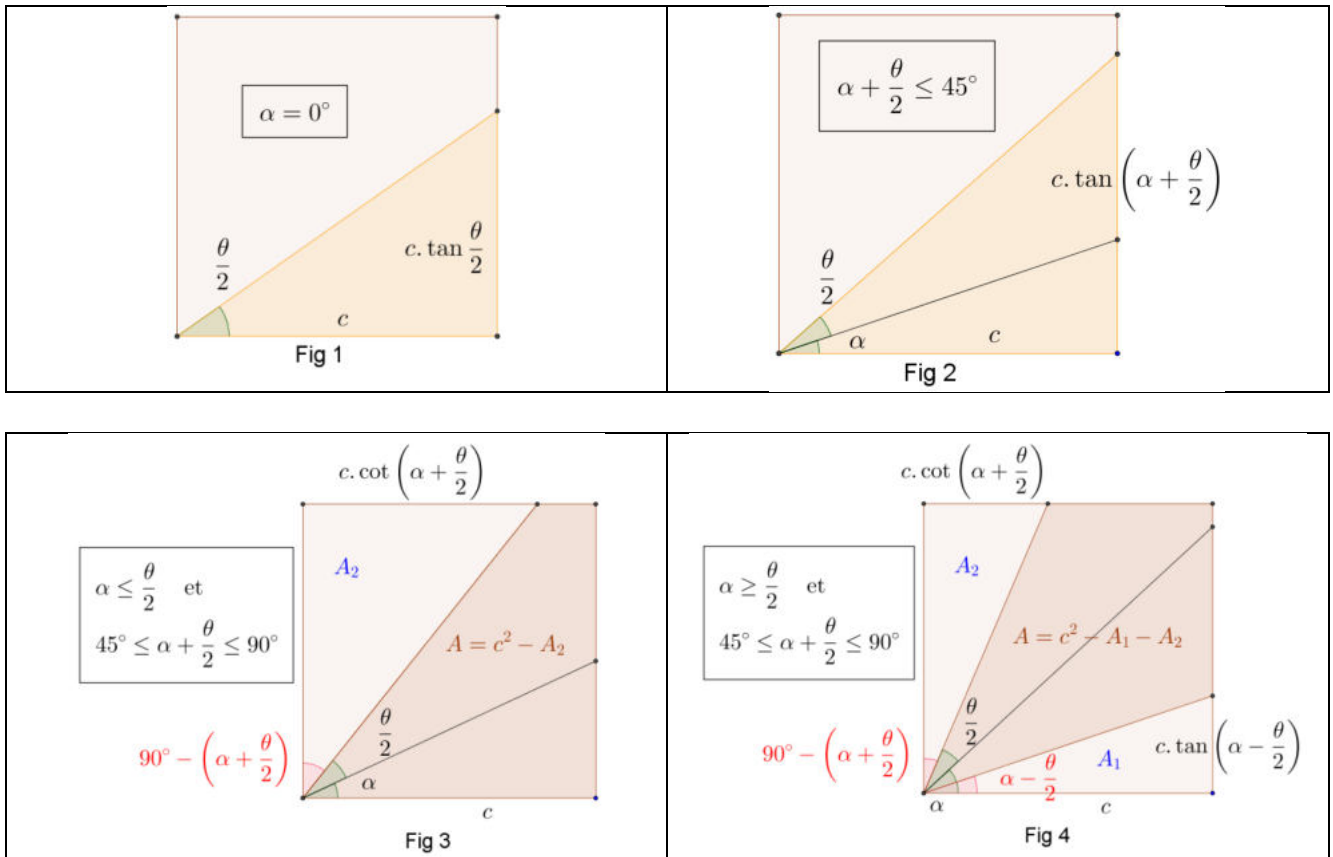 α = 0°
θ/2
c.tan θ/2
c
Fig 1
α + θ/2 ≤ 45°
c.tan(α + θ/2)
θ/2
α
c
Fig 2
c.cot(α + θ/2)
α ≤ θ/2 et
45° ≤ α + θ/2 ≤ 90°
A₂
A = c² − A₂
θ/2
90° − (α + θ/2)
α
c
Fig 3
c.cot(α + θ/2)
α ≥ θ/2 et
45° ≤ α + θ/2 ≤ 90°
A₂
A = c² − A₁ − A₂
θ/2
90° − (α + θ/2)
c.tan(α − θ/2)
A₁
α − θ/2
α
c
Fig 4